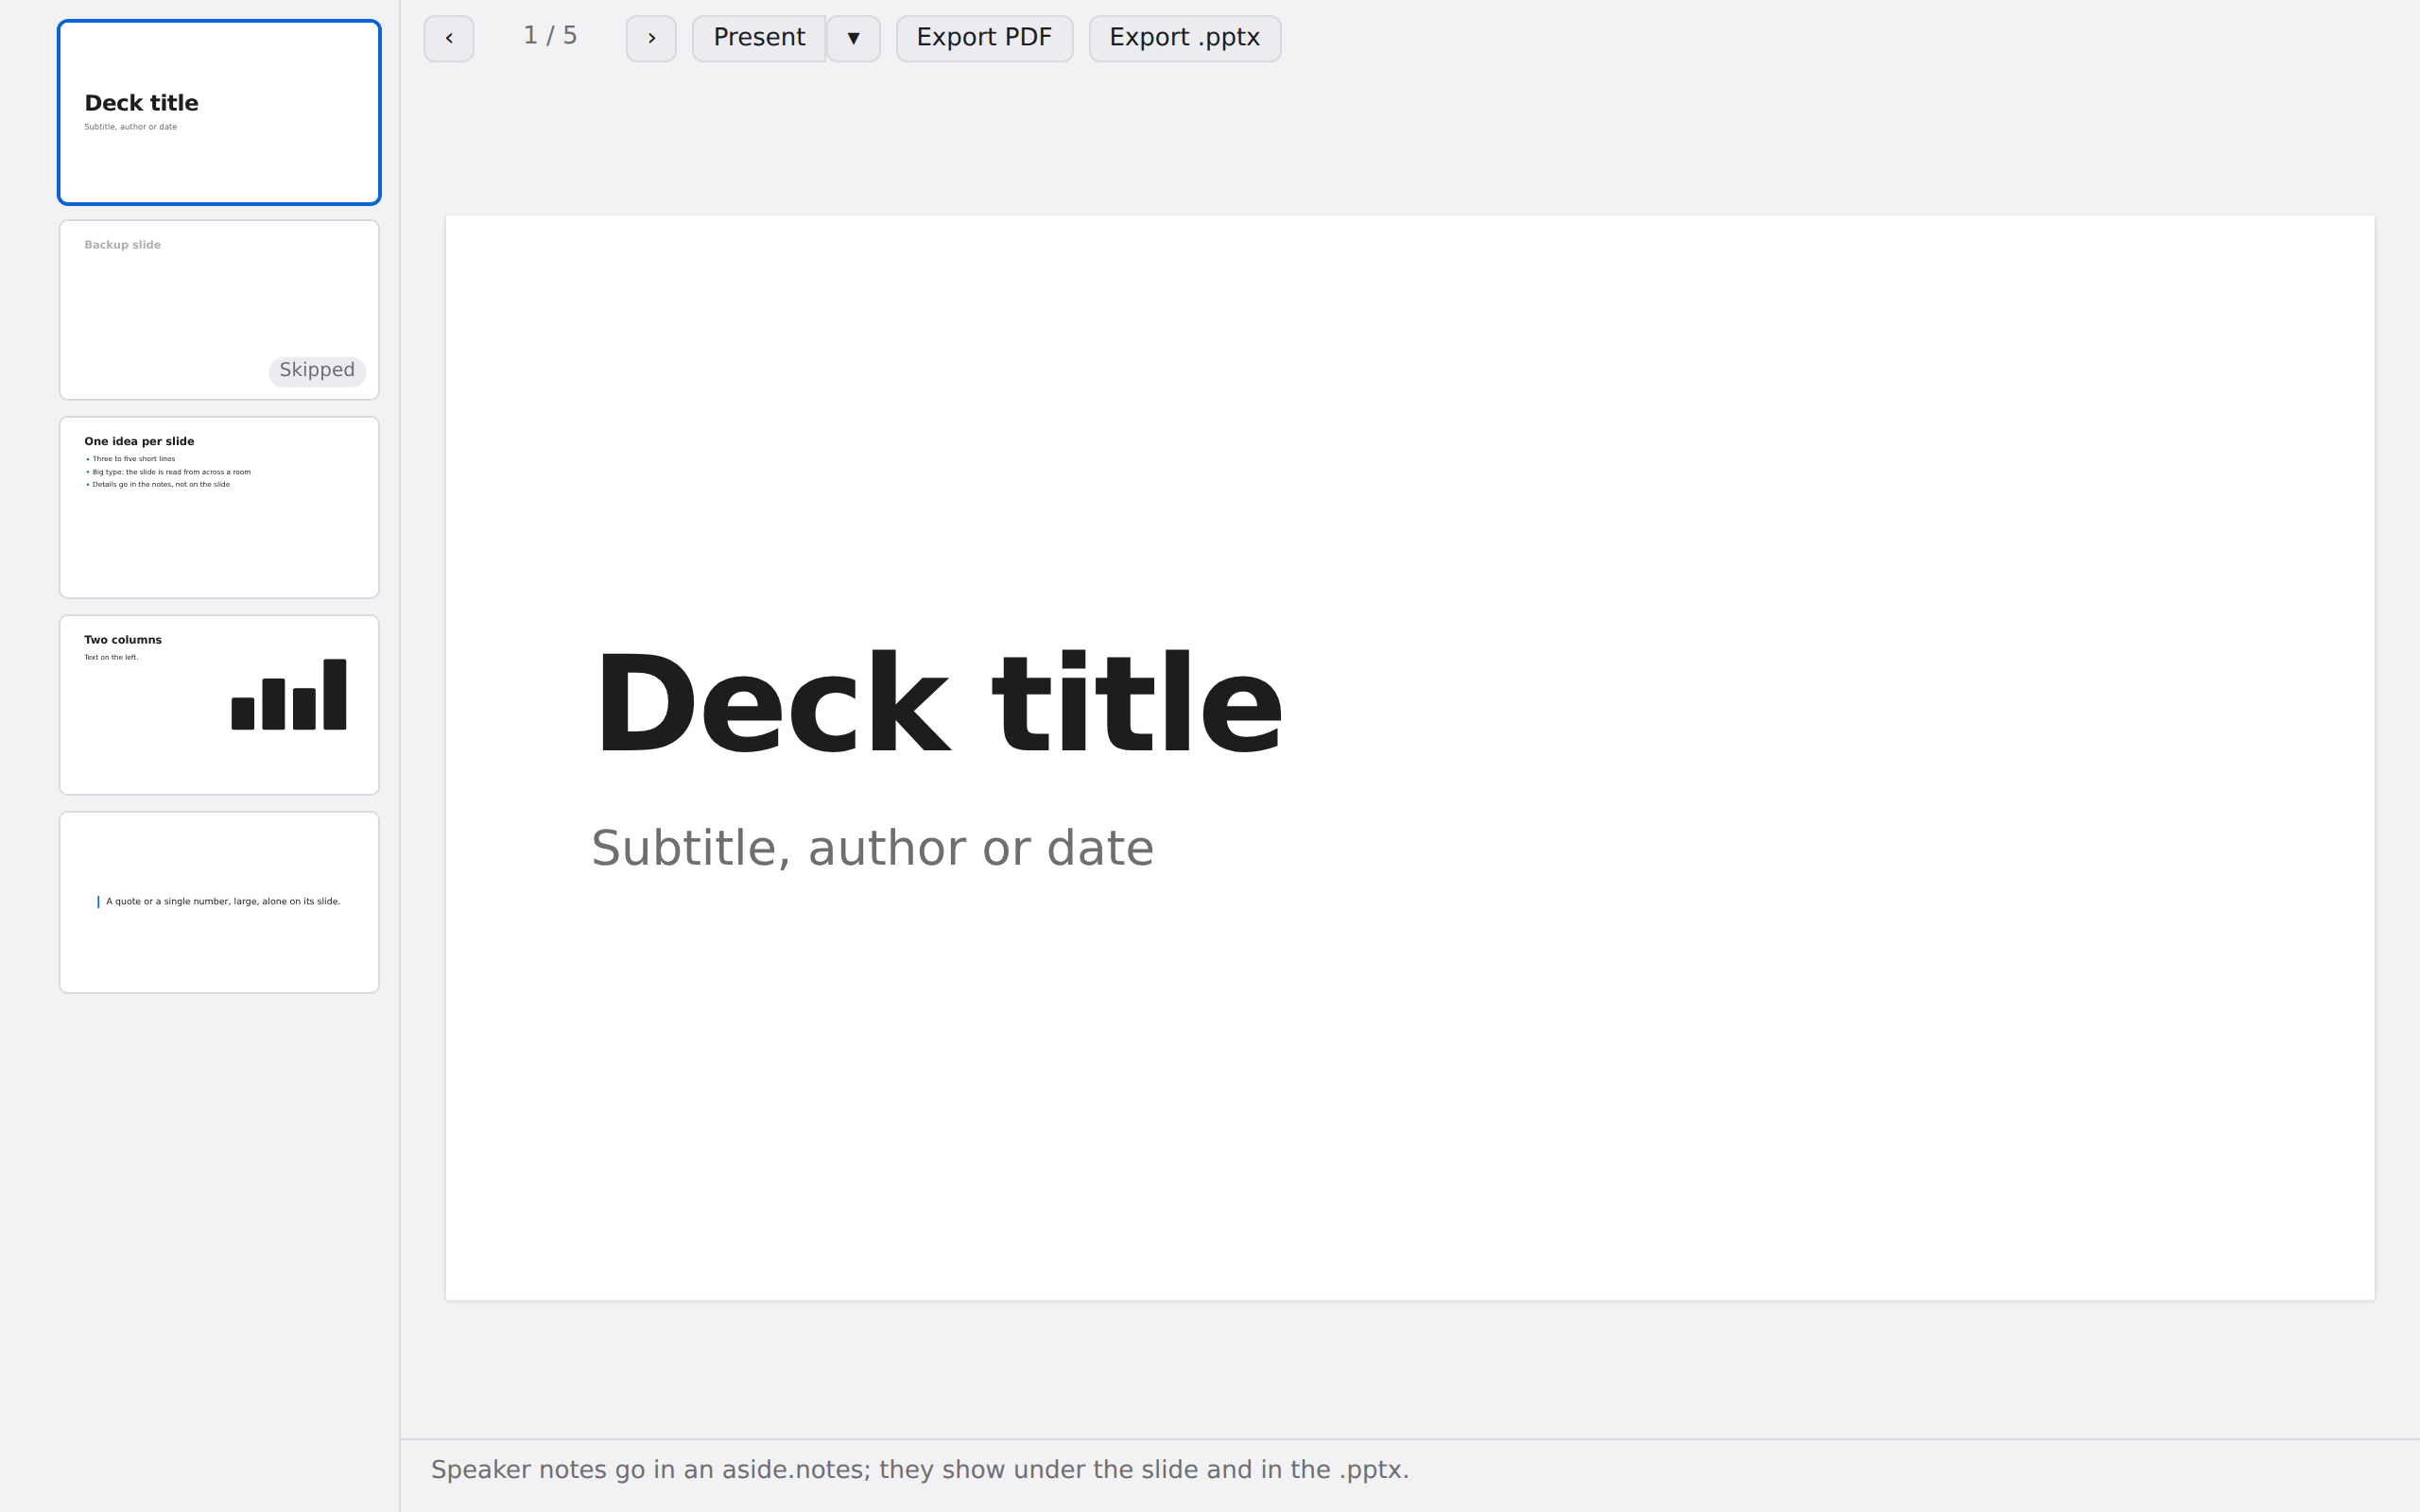 Deck title
Subtitle, author or date
Backup slide
Skipped
One idea per slide
• Three to five short lines
• Big type: the slide is read from across a room
• Details go in the notes, not on the slide
Two columns
Text on the left.
A quote or a single number, large, alone on its slide.
‹ 1 / 5 › Present ▾ Export PDF Export .pptx
Deck title
Subtitle, author or date
Speaker notes go in an aside.notes; they show under the slide and in the .pptx.